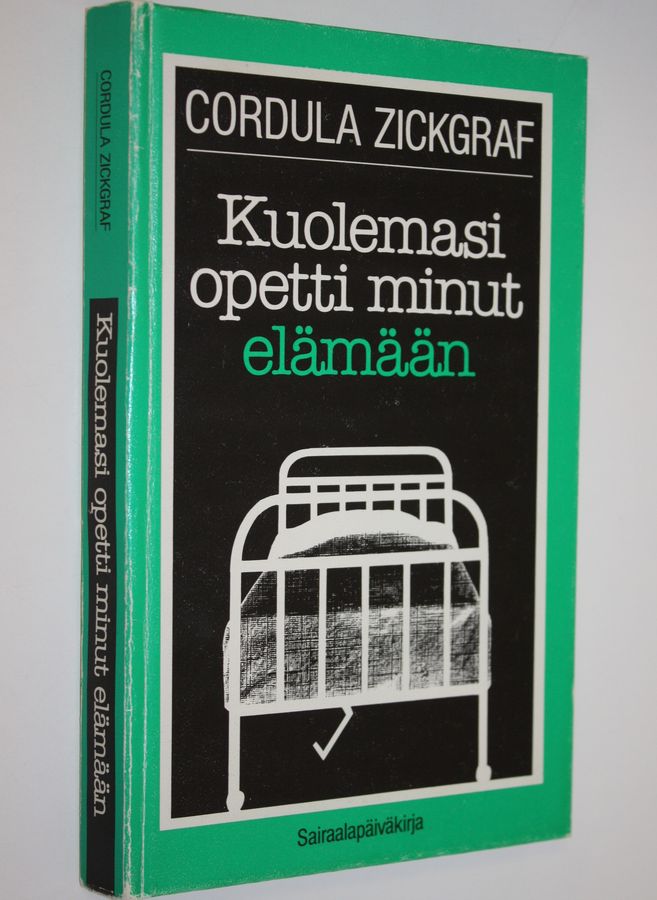 CORDULA ZICKGRAF
Kuolemasi opetti minut elämään
CORDULA ZICKGRAF
Kuolemasi
opetti minut
elämään
Sairaalapäiväkirja